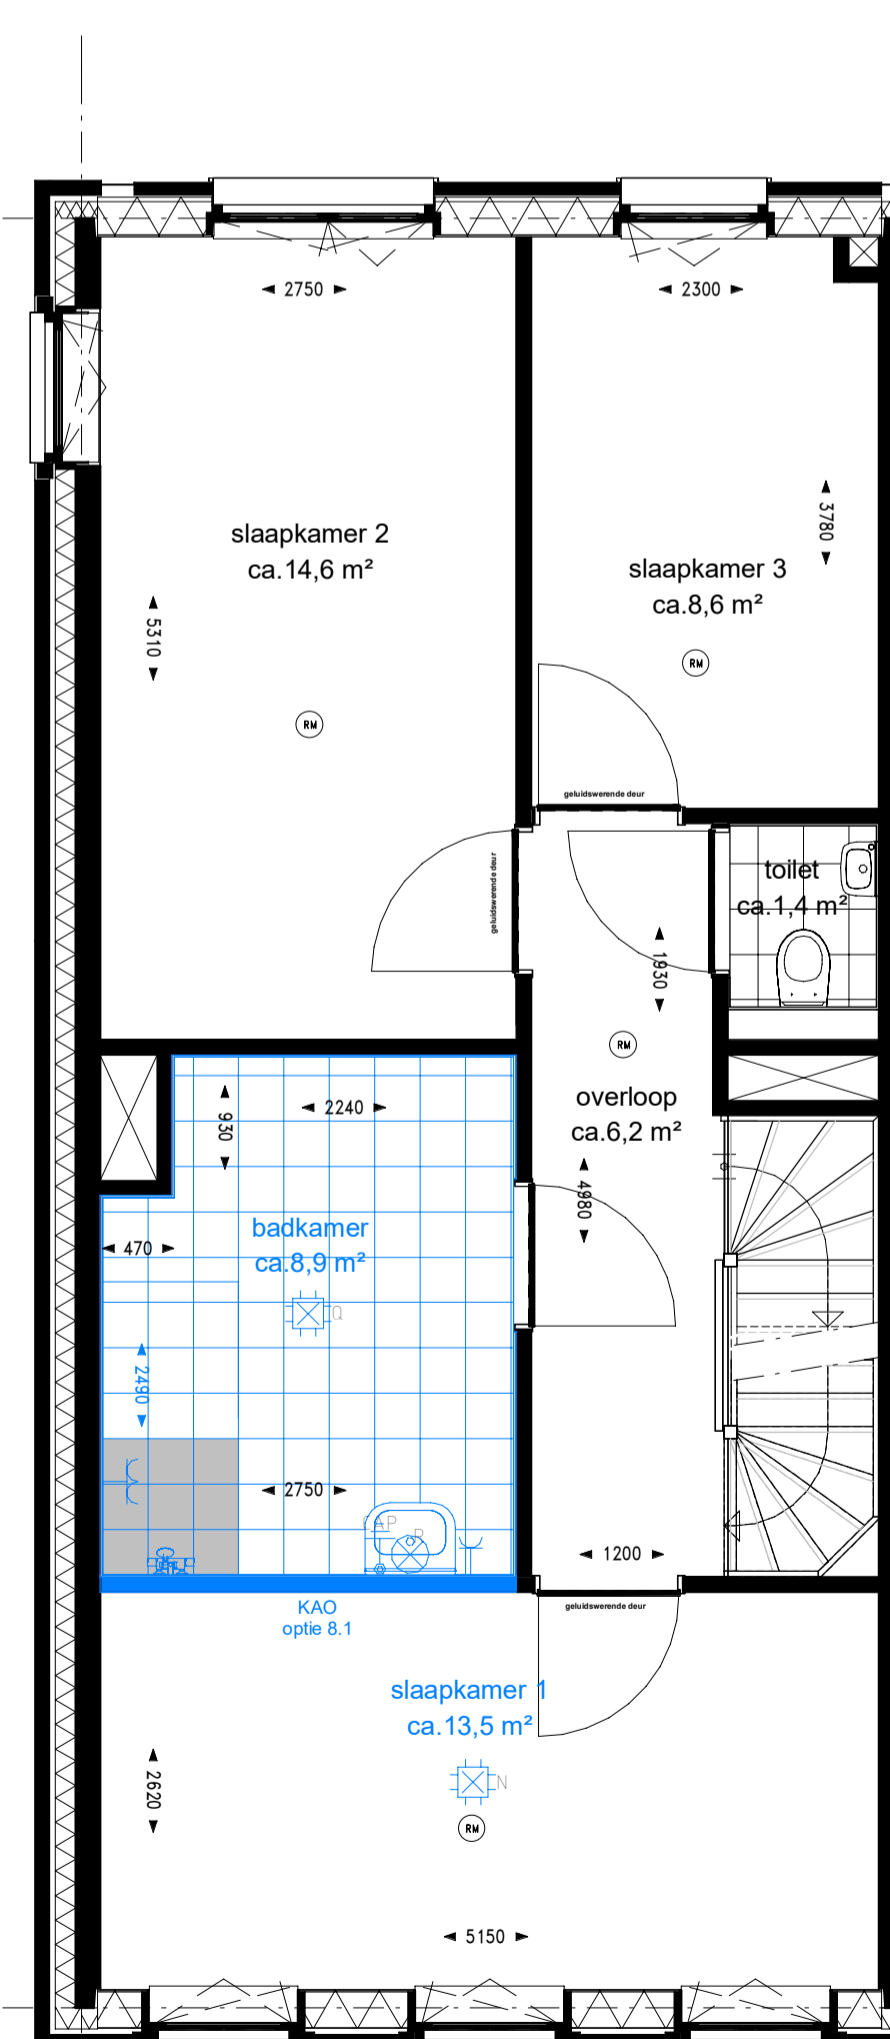 2750
2300
3780
slaapkamer 2
ca.14,6 m²
slaapkamer 3
ca.8,6 m²
5310
RM
RM
geluidswerende deur
geluidswerende deur
toilet
ca.1,4 m²
1930
RM
overloop
ca.6,2 m²
930
2240
4980
badkamer
ca.8,9 m²
470
Q
2490
2750
CAP
R
1200
geluidswerende deur
KAO
optie 8.1
slaapkamer 1
ca.13,5 m²
N
2620
RM
5150